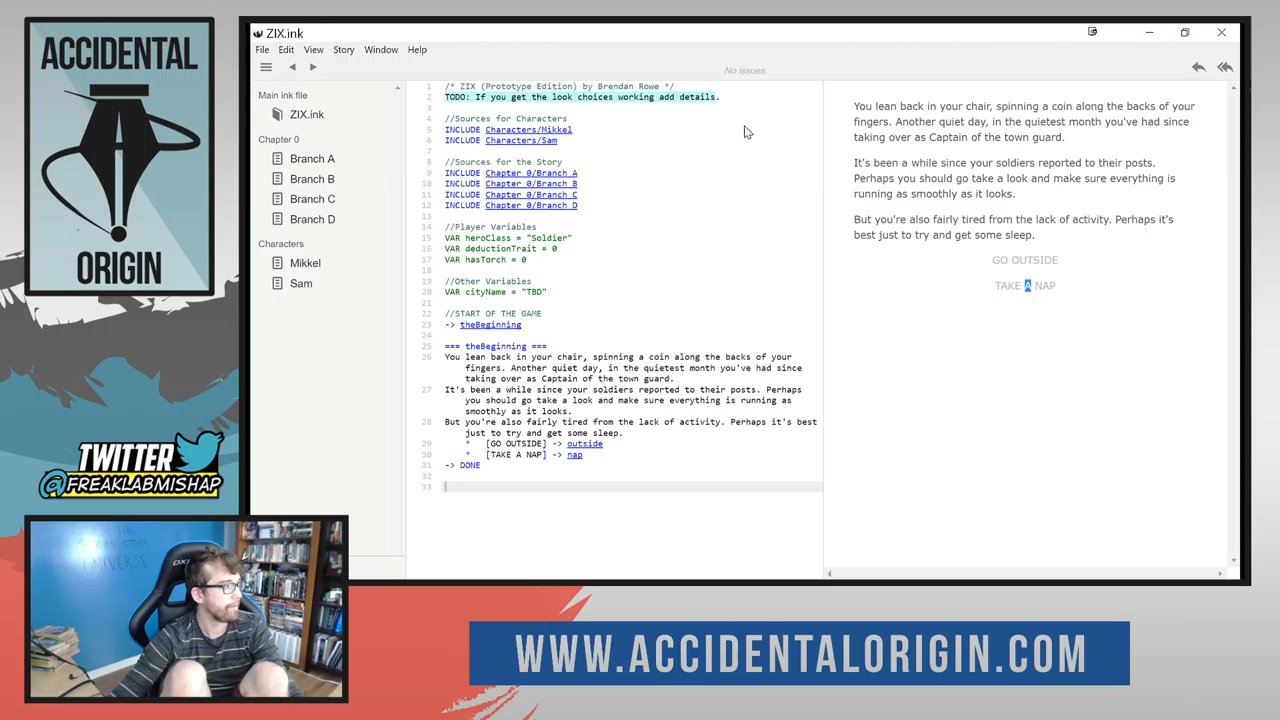 ACCIDENTAL
ORIGIN
TWITTER
@FREAKLABMISHAP
ZIX.ink
File Edit View Story Window Help
No issues.
Main ink file
ZIX.ink
Chapter 0
Branch A
Branch B
Branch C
Branch D
Characters
Mikkel
Sam
1 /* ZIX (Prototype Edition) by Brendan Rowe */
2 TODO: If you get the look choices working add details.
3
4 //Sources for Characters
5 INCLUDE Characters/Mikkel
6 INCLUDE Characters/Sam
7
8 //Sources for the Story
9 INCLUDE Chapter 0/Branch A
10 INCLUDE Chapter 0/Branch B
11 INCLUDE Chapter 0/Branch C
12 INCLUDE Chapter 0/Branch D
13
14 //Player Variables
15 VAR heroClass = "Soldier"
16 VAR deductionTrait = 0
17 VAR hasTorch = 0
18
19 //Other Variables
20 VAR cityName = "TBD"
21
22 //START OF THE GAME
23 -> theBeginning
24
25 === theBeginning ===
26 You lean back in your chair, spinning a coin along the backs of your
fingers. Another quiet day, in the quietest month you've had since
taking over as Captain of the town guard.
27 It's been a while since your soldiers reported to their posts. Perhaps
you should go take a look and make sure everything is running as
smoothly as it looks.
28 But you're also fairly tired from the lack of activity. Perhaps it's best
just to try and get some sleep.
29 * [GO OUTSIDE] -> outside
30 * [TAKE A NAP] -> nap
31 -> DONE
32
33
You lean back in your chair, spinning a coin along the backs of your
fingers. Another quiet day, in the quietest month you've had since
taking over as Captain of the town guard.
It's been a while since your soldiers reported to their posts.
Perhaps you should go take a look and make sure everything is
running as smoothly as it looks.
But you're also fairly tired from the lack of activity. Perhaps it's
best just to try and get some sleep.
GO OUTSIDE
TAKE A NAP
WWW.ACCIDENTALORIGIN.COM